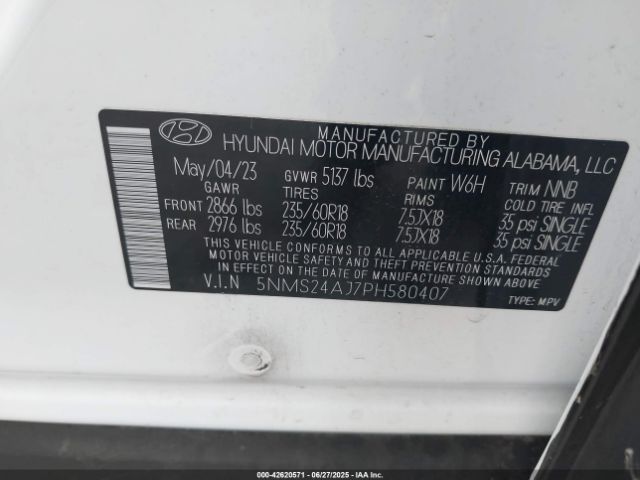 MANUFACTURED BY
HYUNDAI MOTOR MANUFACTURING ALABAMA, LLC
May/04/23 GVWR 5137 lbs PAINT W6H TRIM NNB
GAWR TIRES RIMS COLD TIRE INFL
FRONT 2866 lbs 235/60R18 7.5JX18 35 psi SINGLE
REAR 2976 lbs 235/60R18 7.5JX18 35 psi SINGLE
THIS VEHICLE CONFORMS TO ALL APPLICABLE U.S.A. FEDERAL
MOTOR VEHICLE SAFETY, BUMPER, AND THEFT PREVENTION
STANDARDS IN EFFECT ON THE DATE OF MANUFACTURE SHOWN ABOVE.
V.I.N 5NMS24AJ7PH580407 TYPE: MPV
000-42620571 - 06/27/2025 - IAAI.COM